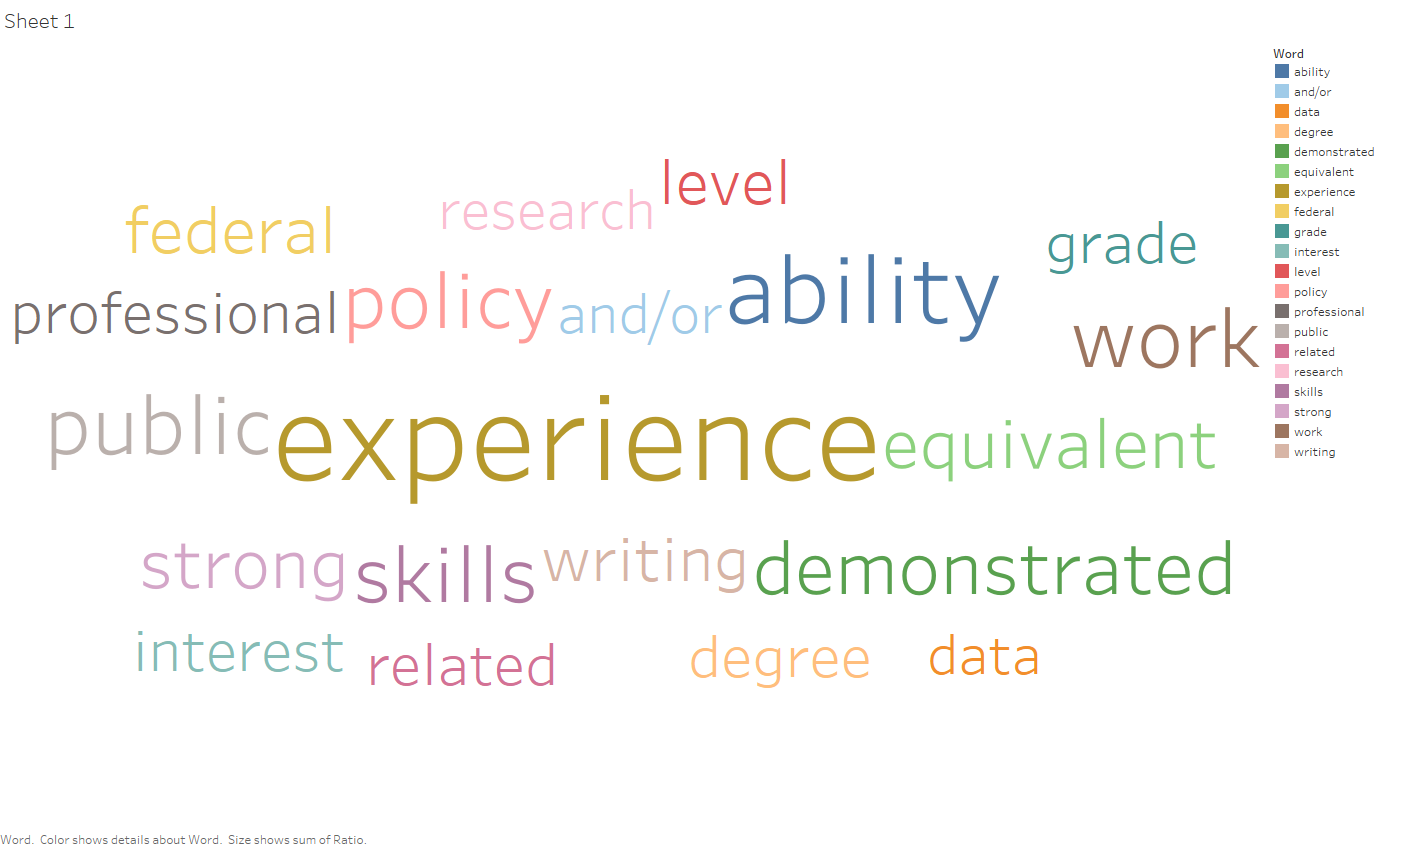 Sheet 1
level
research
federal
grade
ability
policy
and/or
professional
work
public
experience
equivalent
strong
skills
writing
demonstrated
interest
related
degree
data
Word
ability
and/or
data
degree
demonstrated
equivalent
experience
federal
grade
interest
level
policy
professional
public
related
research
skills
strong
work
writing
Word.  Color shows details about Word.  Size shows sum of Ratio.